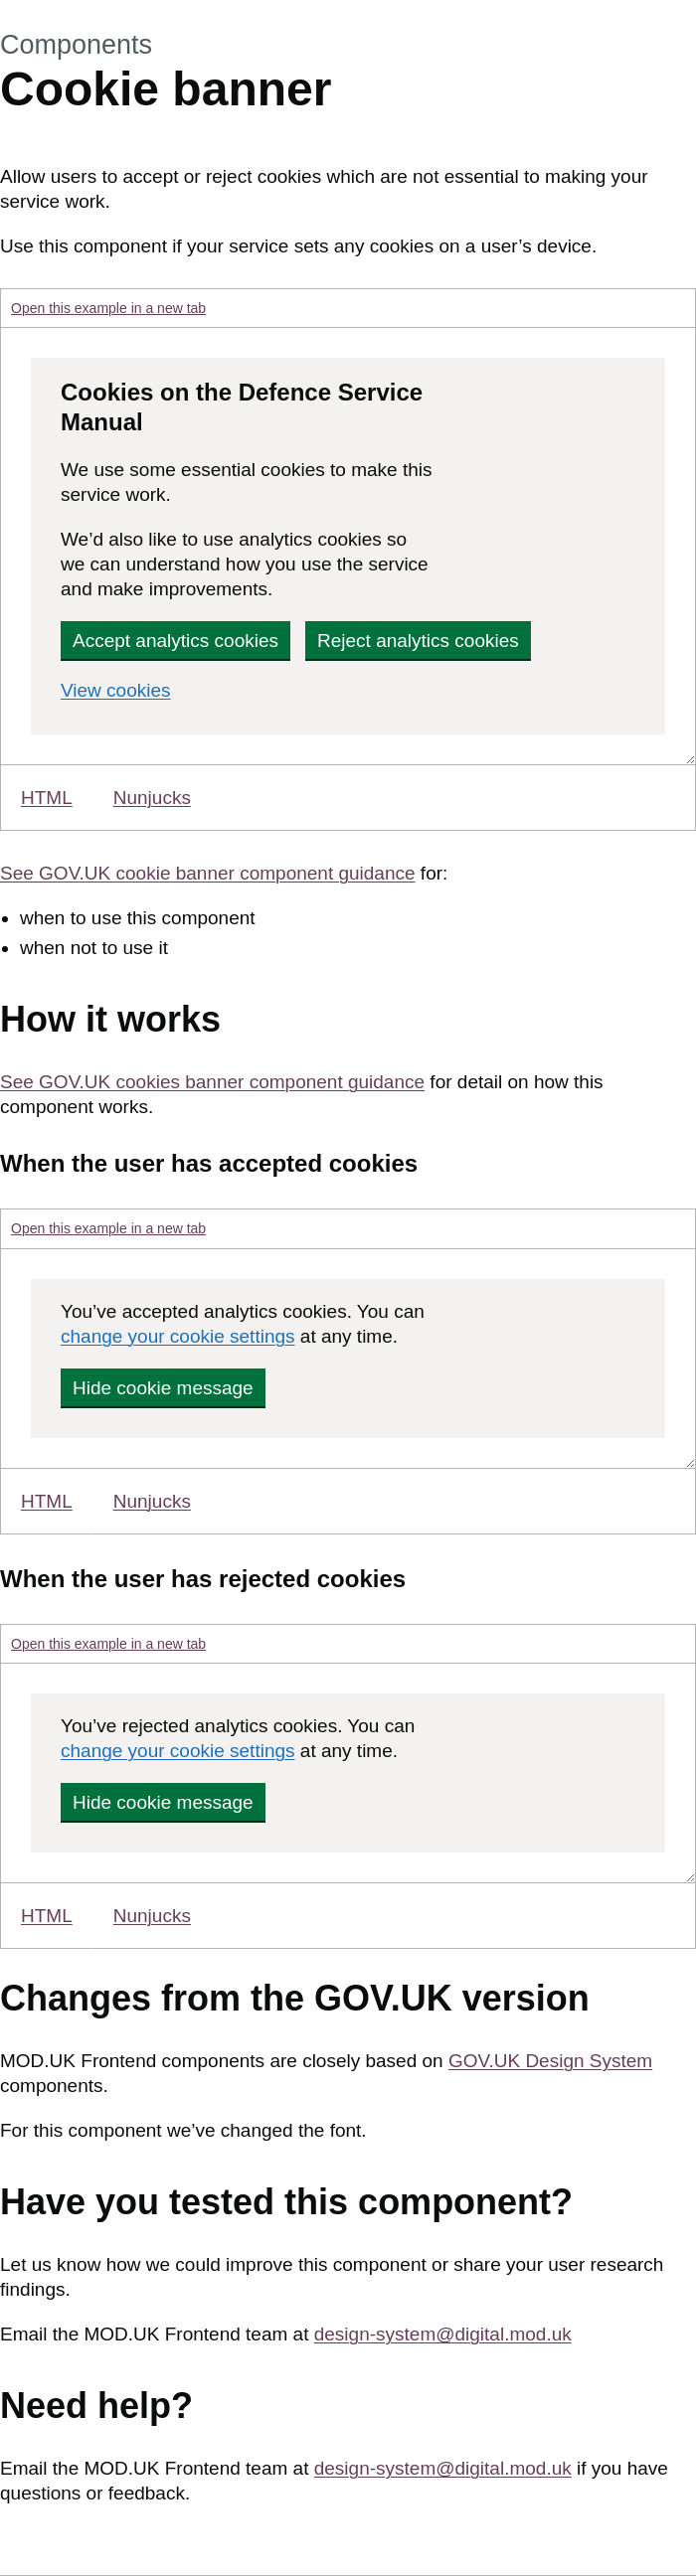 Components
Cookie banner
Allow users to accept or reject cookies which are not essential to making your
service work.
Use this component if your service sets any cookies on a user’s device.
Open this example in a new tab
Cookies on the Defence Service
Manual
We use some essential cookies to make this
service work.
We’d also like to use analytics cookies so
we can understand how you use the service
and make improvements.
Accept analytics cookies Reject analytics cookies
View cookies
HTML Nunjucks
See GOV.UK cookie banner component guidance for:
• when to use this component
• when not to use it
How it works
See GOV.UK cookies banner component guidance for detail on how this
component works.
When the user has accepted cookies
Open this example in a new tab
You’ve accepted analytics cookies. You can
change your cookie settings at any time.
Hide cookie message
HTML Nunjucks
When the user has rejected cookies
Open this example in a new tab
You’ve rejected analytics cookies. You can
change your cookie settings at any time.
Hide cookie message
HTML Nunjucks
Changes from the GOV.UK version
MOD.UK Frontend components are closely based on GOV.UK Design System
components.
For this component we’ve changed the font.
Have you tested this component?
Let us know how we could improve this component or share your user research
findings.
Email the MOD.UK Frontend team at design-system@digital.mod.uk
Need help?
Email the MOD.UK Frontend team at design-system@digital.mod.uk if you have
questions or feedback.